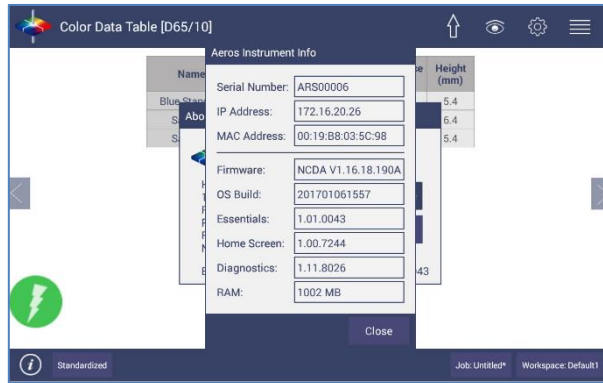 Color Data Table [D65/10]
Aeros Instrument Info
Name
Height
(mm)
Serial Number: ARS00006
Blue Stan
5.4
IP Address: 172.16.20.26
6.4
Abo
MAC Address: 00:19:B8:03:5C:98
5.4
Firmware: NCDA V1.16.18.190A
OS Build: 201701061557
Essentials: 1.01.0043
Home Screen: 1.00.7244
Diagnostics: 1.11.8026
43
RAM: 1002 MB
Close
i
Standardized
Job: Untitled*
Workspace: Default1